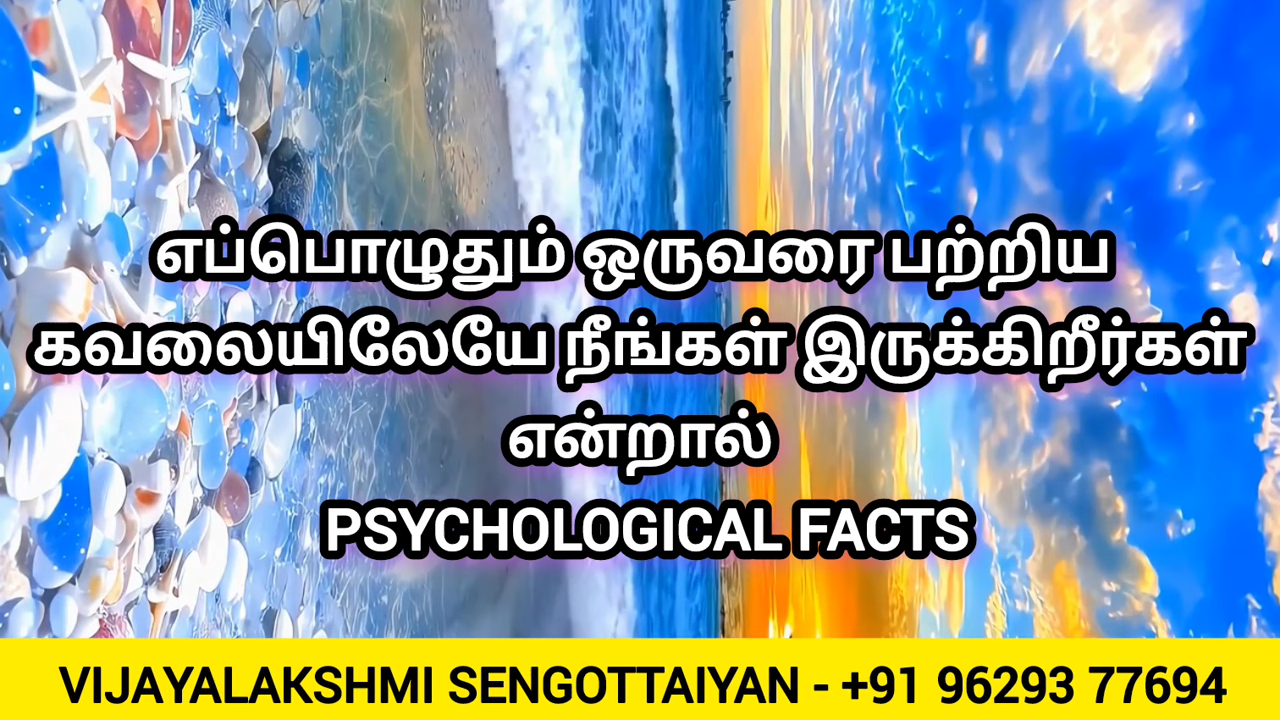 எப்பொழுதும் ஒருவரை பற்றிய
கவலையிலேயே நீங்கள் இருக்கிறீர்கள்
என்றால்
PSYCHOLOGICAL FACTS
VIJAYALAKSHMI SENGOTTAIYAN - +91 96293 77694